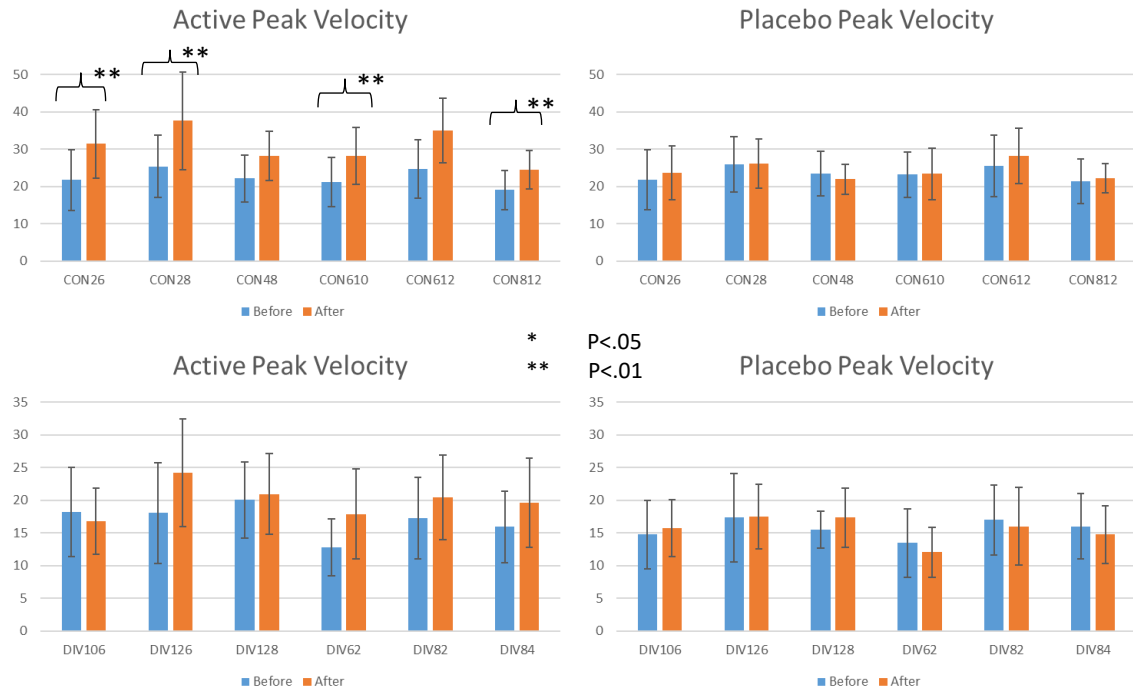 Active Peak Velocity
** ** ** **
50
40
30
20
10
0
CON26 CON28 CON48 CON610 CON612 CON812
Before After
Placebo Peak Velocity
50
40
30
20
10
0
CON26 CON28 CON48 CON610 CON612 CON812
Before After
* P<.05
** P<.01
Active Peak Velocity
35
30
25
20
15
10
5
0
DIV106 DIV126 DIV128 DIV62 DIV82 DIV84
Before After
Placebo Peak Velocity
35
30
25
20
15
10
5
0
DIV106 DIV126 DIV128 DIV62 DIV82 DIV84
Before After